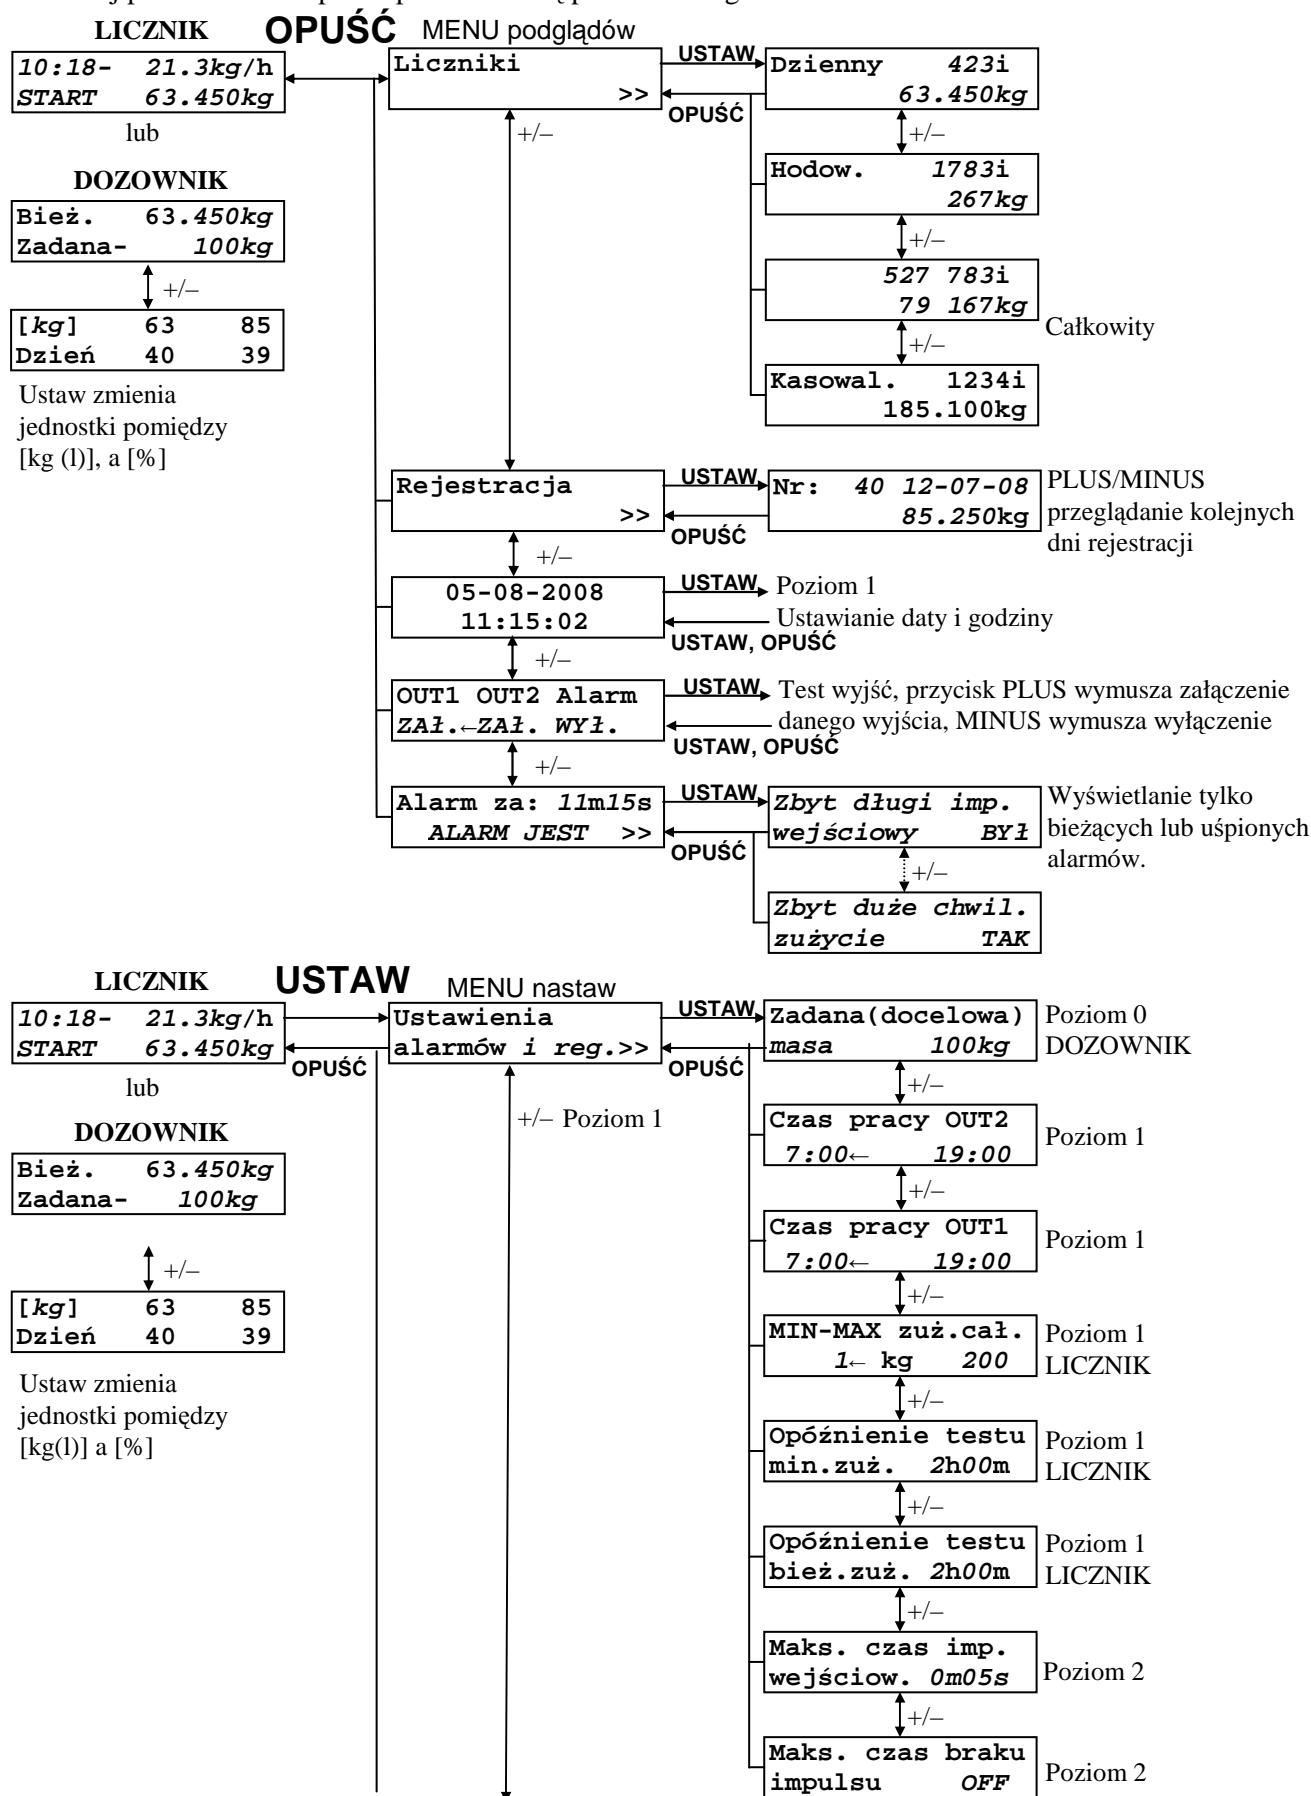 LICZNIK OPUŚĆ MENU podglądów
10:18- 21.3kg/h
START 63.450kg
lub
DOZOWNIK
Bież. 63.450kg
Zadana- 100kg
+/–
[kg] 63 85
Dzień 40 39
Ustaw zmienia
jednostki pomiędzy
[kg (l)], a [%]
Liczniki
>>
USTAW
OPUŚĆ
+/–
Dzienny 423i
63.450kg
+/–
Hodow. 1783i
267kg
+/–
527 783i
79 167kg
Całkowity
+/–
Kasowal. 1234i
185.100kg
Rejestracja
>>
USTAW
OPUŚĆ
Nr: 40 12-07-08
85.250kg
PLUS/MINUS
przeglądanie kolejnych
dni rejestracji
+/–
05-08-2008
11:15:02
USTAW
USTAW, OPUŚĆ
Poziom 1
Ustawianie daty i godziny
+/–
OUT1 OUT2 Alarm
ZAŁ.←ZAŁ. WYŁ.
USTAW
USTAW, OPUŚĆ
Test wyjść, przycisk PLUS wymusza załączenie
danego wyjścia, MINUS wymusza wyłączenie
+/–
Alarm za: 11m15s
ALARM JEST >>
USTAW
OPUŚĆ
Zbyt długi imp.
wejściowy BYŁ
Wyświetlanie tylko
bieżących lub uśpionych
alarmów.
+/–
Zbyt duże chwil.
zużycie TAK
LICZNIK USTAW MENU nastaw
10:18- 21.3kg/h
START 63.450kg
lub
DOZOWNIK
Bież. 63.450kg
Zadana- 100kg
+/–
[kg] 63 85
Dzień 40 39
Ustaw zmienia
jednostki pomiędzy
[kg(l)] a [%]
OPUŚĆ
Ustawienia
alarmów i reg.>>
+/– Poziom 1
USTAW
OPUŚĆ
Zadana(docelowa)
masa 100kg
Poziom 0
DOZOWNIK
+/–
Czas pracy OUT2
7:00← 19:00
Poziom 1
+/–
Czas pracy OUT1
7:00← 19:00
Poziom 1
+/–
MIN-MAX zuż.cał.
1← kg 200
Poziom 1
LICZNIK
+/–
Opóźnienie testu
min.zuż. 2h00m
Poziom 1
LICZNIK
+/–
Opóźnienie testu
bież.zuż. 2h00m
Poziom 1
LICZNIK
+/–
Maks. czas imp.
wejściow. 0m05s
Poziom 2
+/–
Maks. czas braku
impulsu OFF
Poziom 2